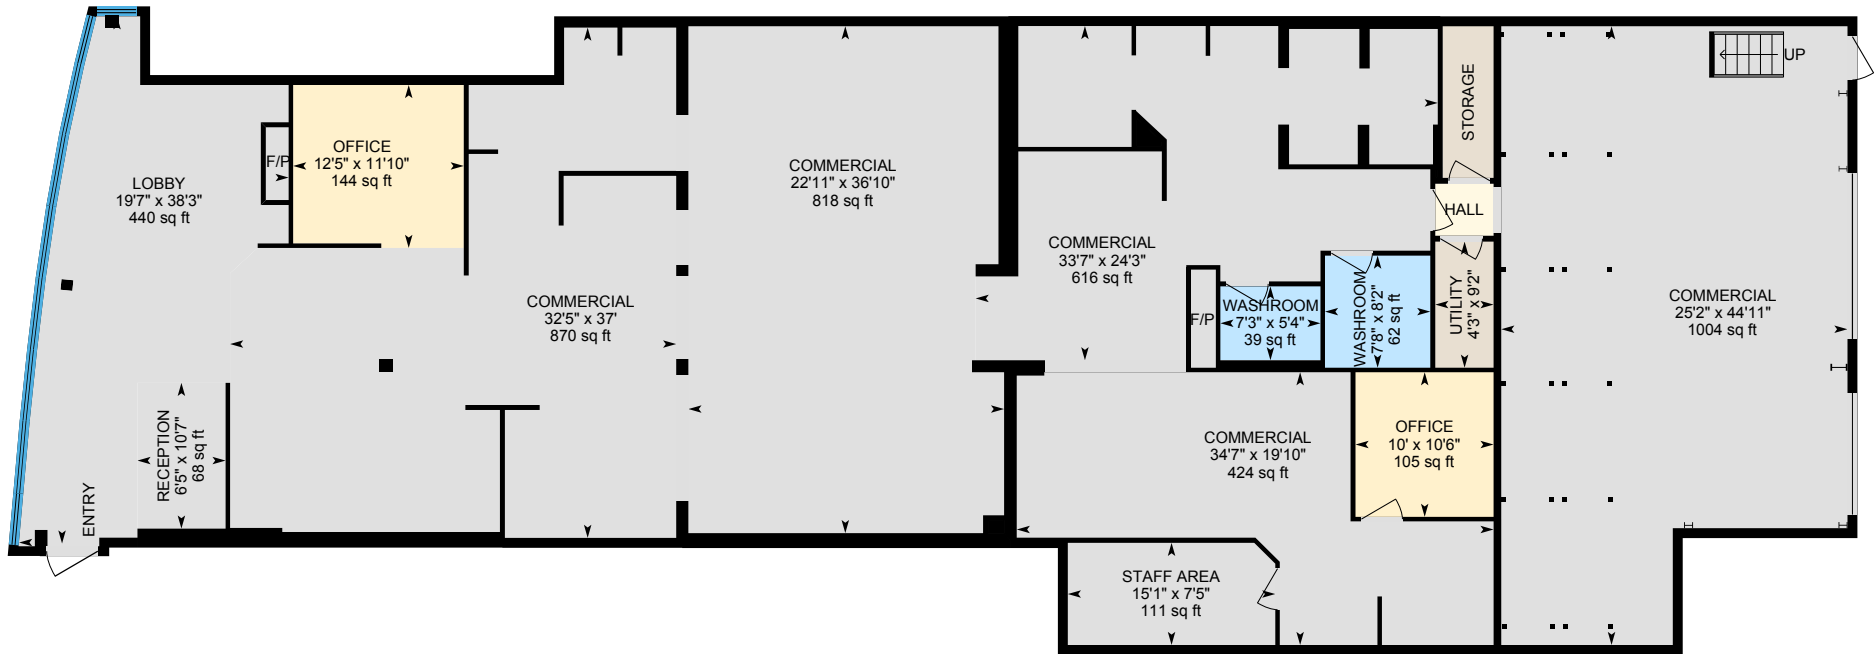 LOBBY
19'7" x 38'3"
440 sq ft
F/P
OFFICE
12'5" x 11'10"
144 sq ft
RECEPTION
6'5" x 10'7"
68 sq ft
ENTRY
COMMERCIAL
32'5" x 37'
870 sq ft
COMMERCIAL
22'11" x 36'10"
818 sq ft
COMMERCIAL
33'7" x 24'3"
616 sq ft
F/P
WASHROOM
7'3" x 5'4"
39 sq ft
WASHROOM
7'8" x 8'2"
62 sq ft
STORAGE
HALL
UTILITY
4'3" x 9'2"
COMMERCIAL
34'7" x 19'10"
424 sq ft
OFFICE
10' x 10'6"
105 sq ft
STAFF AREA
15'1" x 7'5"
111 sq ft
UP
COMMERCIAL
25'2" x 44'11"
1004 sq ft